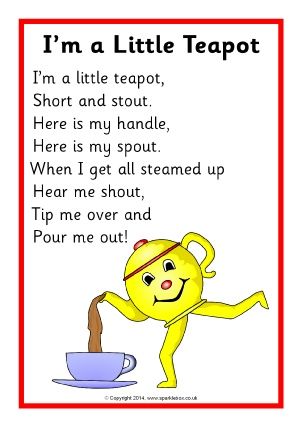 I'm a Little Teapot
I'm a little teapot,
Short and stout.
Here is my handle,
Here is my spout.
When I get all steamed up
Hear me shout,
Tip me over and
Pour me out!
© Copyright 2014, www.sparklebox.co.uk